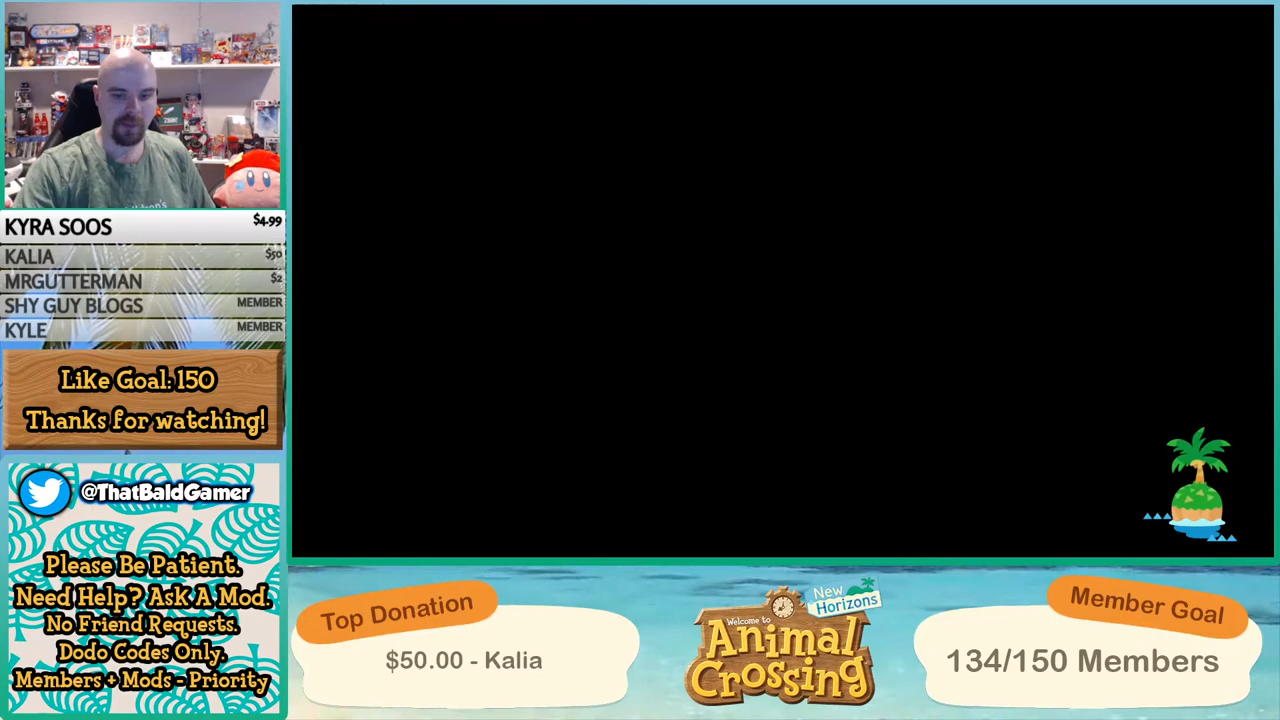 KYRA SOOS $4.99
KALIA $50
MRGUTTERMAN $2
SHY GUY BLOGS MEMBER
KYLE MEMBER
Like Goal: 150
Thanks for watching!
@ThatBaldGamer
Please Be Patient.
Need Help? Ask A Mod.
No Friend Requests.
Dodo Codes Only.
Members + Mods - Priority
Top Donation
$50.00 - Kalia
Welcome to
Animal
Crossing
New
Horizons
Member Goal
134/150 Members